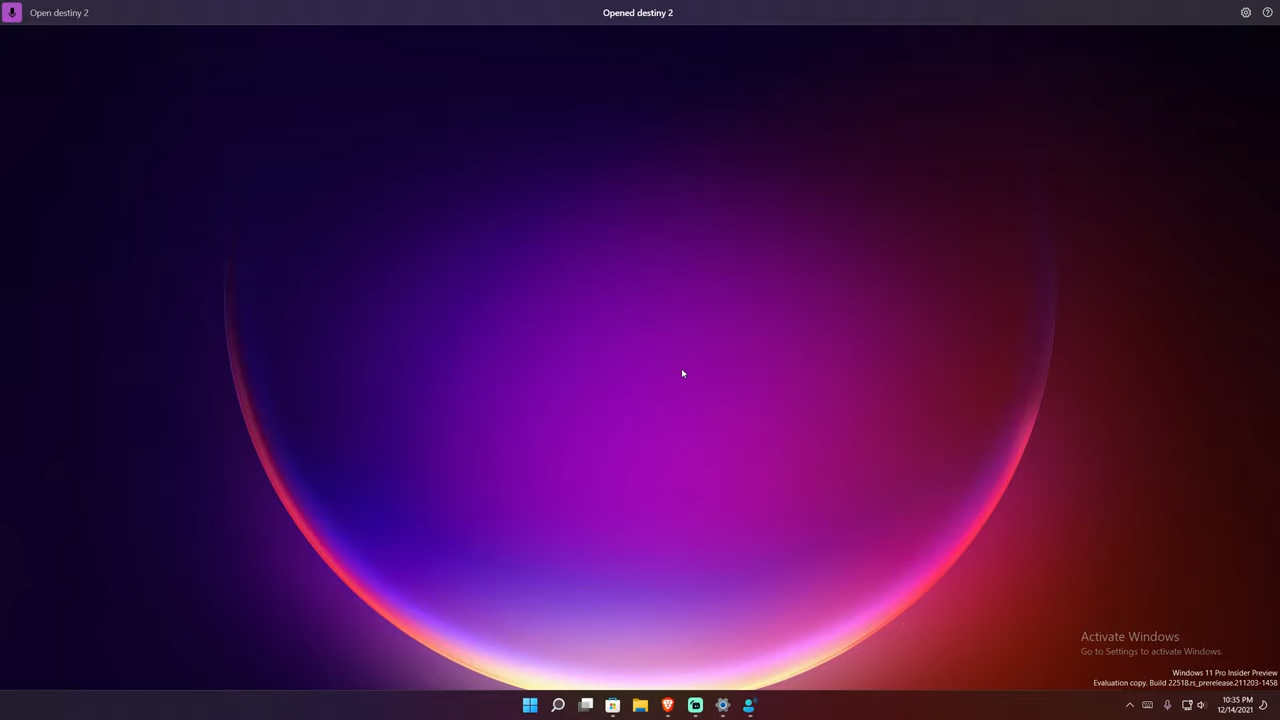 Open destiny 2
Opened destiny 2
Activate Windows
Go to Settings to activate Windows.
Windows 11 Pro Insider Preview
Evaluation copy. Build 22518.rs_prerelease.211203-1458
10:35 PM
12/14/2021